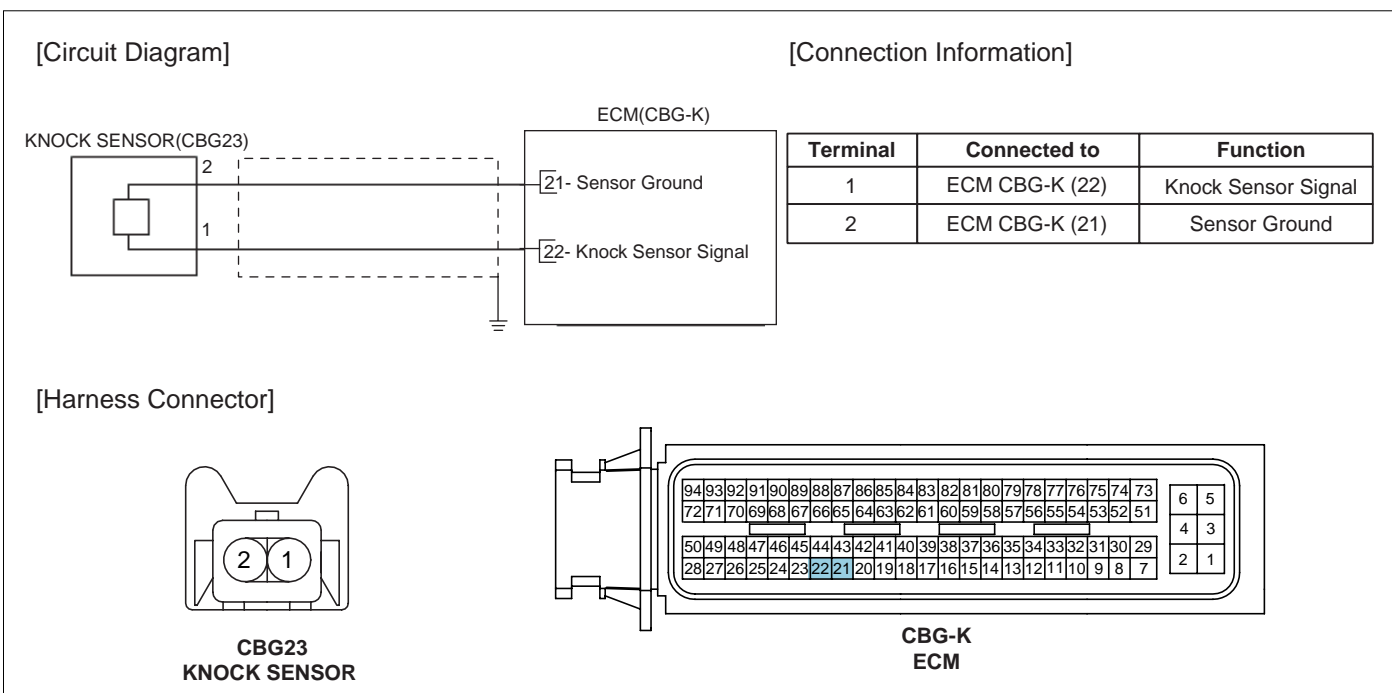 [Circuit Diagram]
[Connection Information]
KNOCK SENSOR(CBG23)
ECM(CBG-K)
2
21- Sensor Ground
1
22- Knock Sensor Signal
Terminal Connected to Function
1 ECM CBG-K (22) Knock Sensor Signal
2 ECM CBG-K (21) Sensor Ground
[Harness Connector]
2 1
CBG23
KNOCK SENSOR
94 93 92 91 90 89 88 87 86 85 84 83 82 81 80 79 78 77 76 75 74 73
72 71 70 69 68 67 66 65 64 63 62 61 60 59 58 57 56 55 54 53 52 51
50 49 48 47 46 45 44 43 42 41 40 39 38 37 36 35 34 33 32 31 30 29
28 27 26 25 24 23 22 21 20 19 18 17 16 15 14 13 12 11 10 9 8 7
6 5
4 3
2 1
CBG-K
ECM